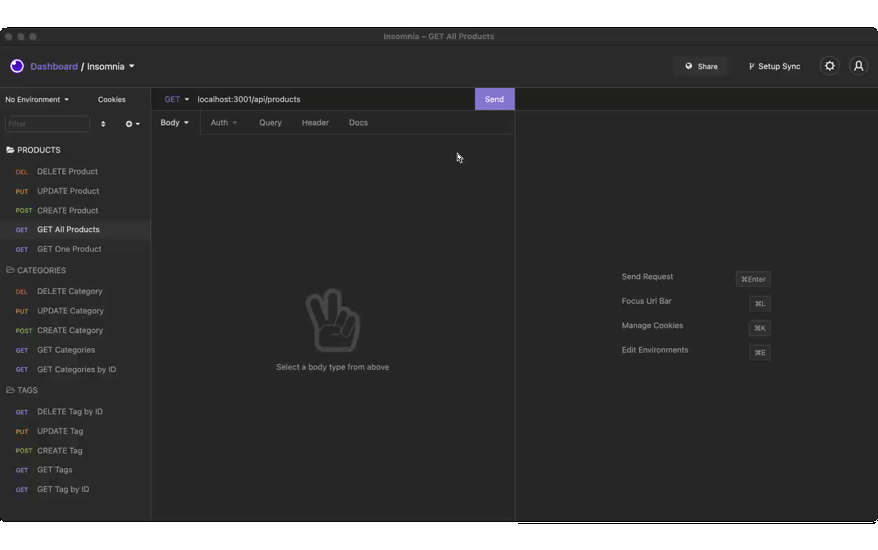 Insomnia – GET All Products
Dashboard / Insomnia
Share
Setup Sync
No Environment
Cookies
GET
localhost:3001/api/products
Send
Filter
Body
Auth
Query
Header
Docs
PRODUCTS
DEL DELETE Product
PUT UPDATE Product
POST CREATE Product
GET GET All Products
GET GET One Product
CATEGORIES
DEL DELETE Category
PUT UPDATE Category
POST CREATE Category
GET GET Categories
GET GET Categories by ID
TAGS
GET DELETE Tag by ID
PUT UPDATE Tag
POST CREATE Tag
GET GET Tags
GET GET Tag by ID
Select a body type from above
Send Request ⌘Enter
Focus Url Bar ⌘L
Manage Cookies ⌘K
Edit Environments ⌘E